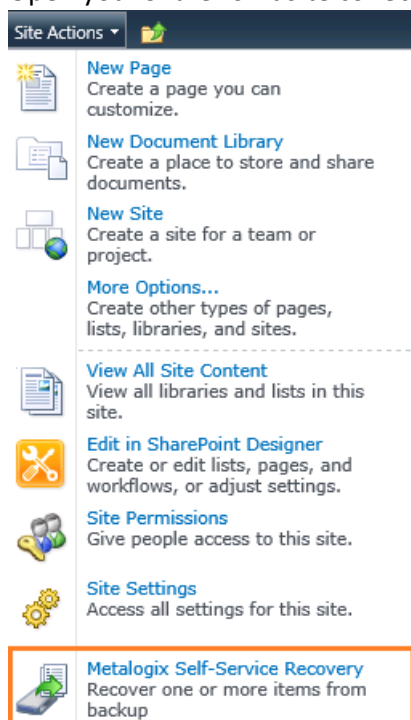 Site Actions
New Page
Create a page you can
customize.
New Document Library
Create a place to store and share
documents.
New Site
Create a site for a team or
project.
More Options...
Create other types of pages,
lists, libraries, and sites.
View All Site Content
View all libraries and lists in this
site.
Edit in SharePoint Designer
Create or edit lists, pages, and
workflows, or adjust settings.
Site Permissions
Give people access to this site.
Site Settings
Access all settings for this site.
Metalogix Self-Service Recovery
Recover one or more items from
backup